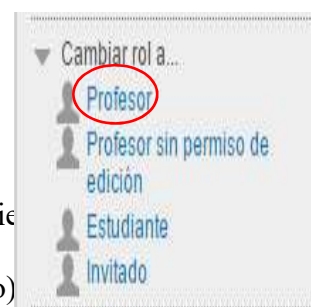 Cambiar rol a...
Profesor
Profesor sin permiso de
edición
Estudiante
Invitado